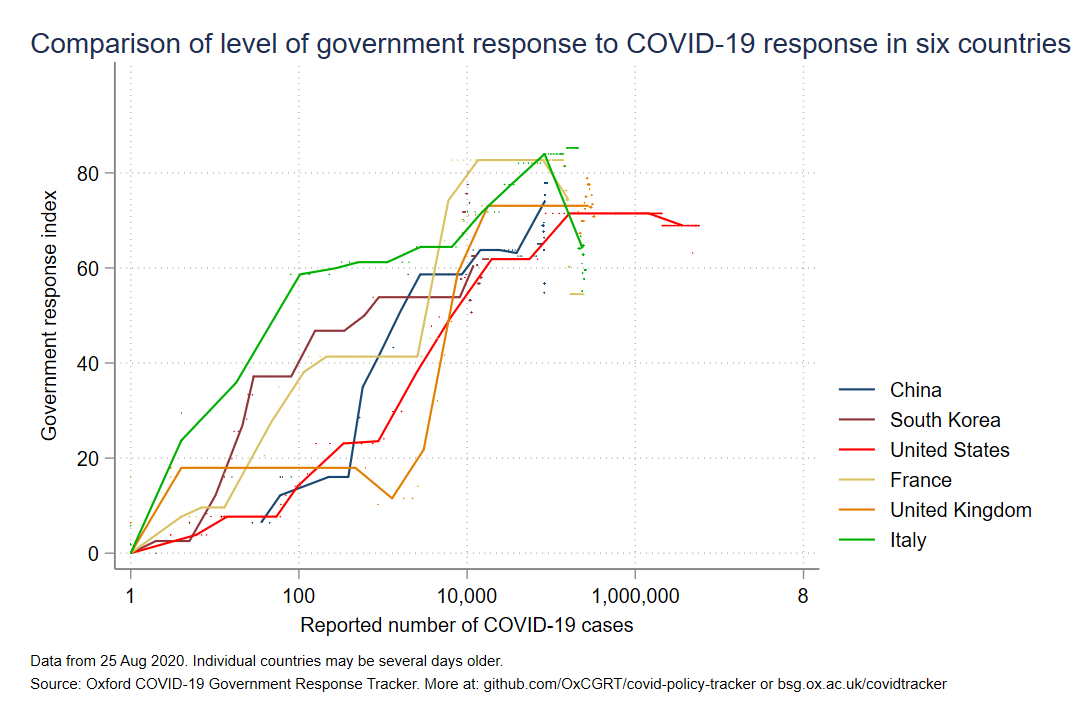 Comparison of level of government response to COVID-19 response in six countries
Government response index
80
60
40
20
0
1
100
10,000
1,000,000
8
Reported number of COVID-19 cases
China
South Korea
United States
France
United Kingdom
Italy
Data from 25 Aug 2020. Individual countries may be several days older.
Source: Oxford COVID-19 Government Response Tracker. More at: github.com/OxCGRT/covid-policy-tracker or bsg.ox.ac.uk/covidtracker